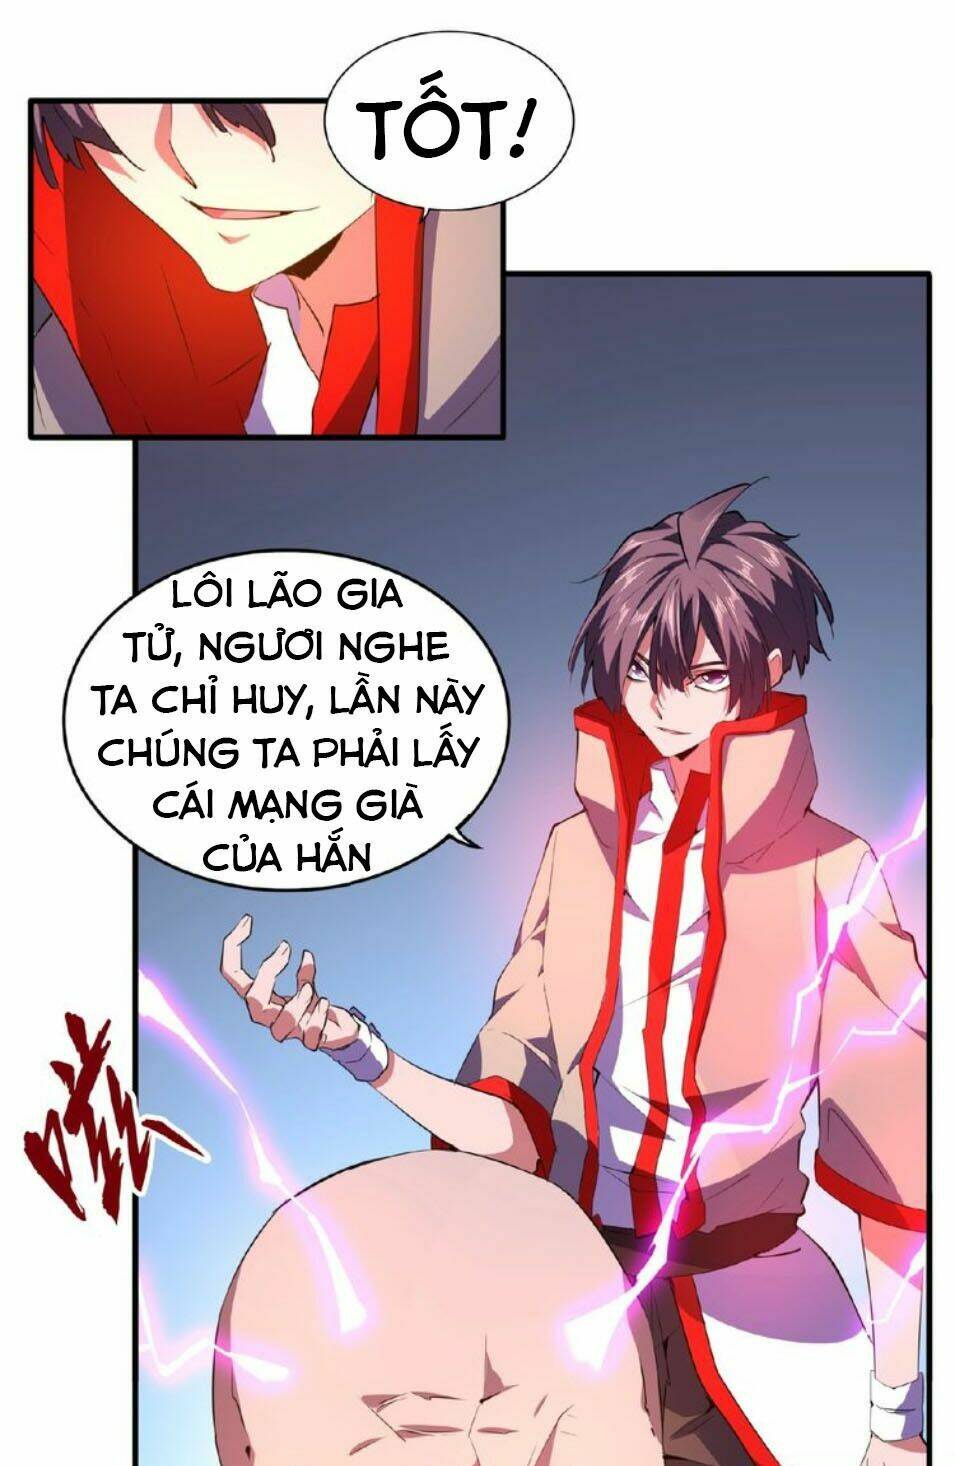 TỐT!
LÔI LÃO GIA
TỬ, NGƯƠI NGHE
TA CHỈ HUY, LẦN NÀY
CHÚNG TA PHẢI LẤY
CÁI MẠNG GIÀ
CỦA HẮN